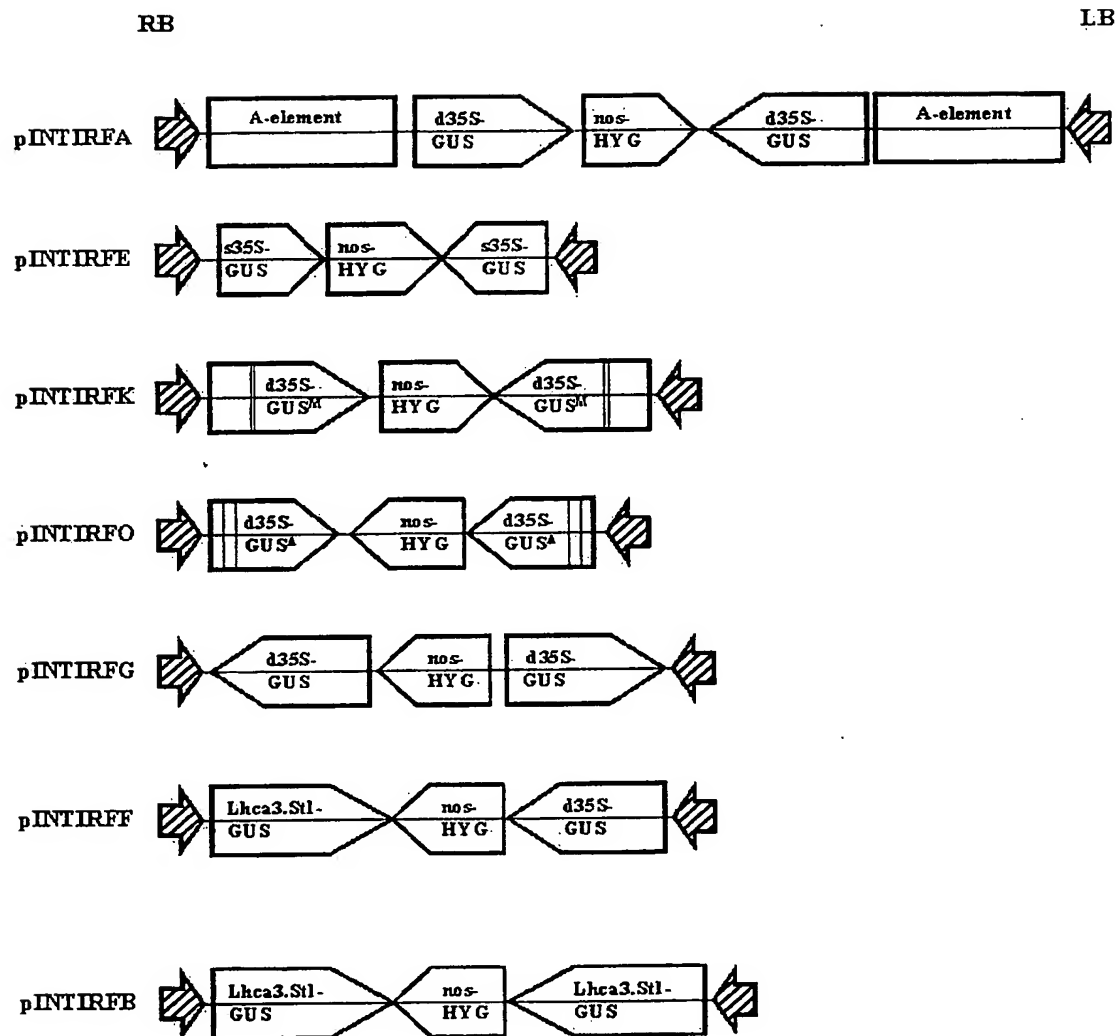 RB LB
pINTIRFA
A-element
d35S-
GUS
nos-
HYG
d35S-
GUS
A-element
pINTIRFE
s35S-
GUS
nos-
HYG
s35S-
GUS
pINTIRFK
d35S-
GUSᴹ
nos-
HYG
d35S-
GUSᴹ
pINTIRFO
d35S-
GUS▲
nos-
HYG
d35S-
GUS▲
pINTIRFG
d35S-
GUS
nos-
HYG
d35S-
GUS
pINTIRFF
Lhca3.St1-
GUS
nos-
HYG
d35S-
GUS
pINTIRFB
Lhca3.St1-
GUS
nos-
HYG
Lhca3.St1-
GUS